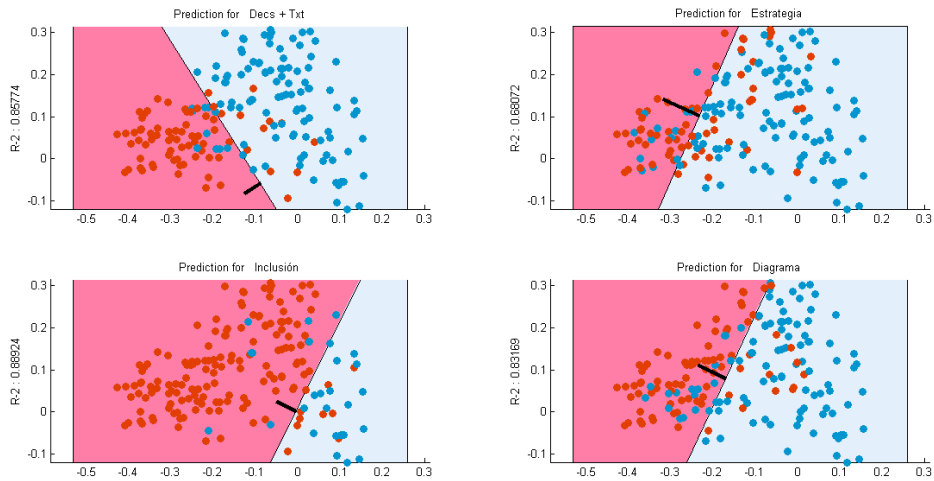 Prediction for Decs + Txt
0.3
0.2
0.1
0
-0.1
R-2 : 0.85774
-0.5 -0.4 -0.3 -0.2 -0.1 0 0.1 0.2 0.3
Prediction for Estrategia
0.3
0.2
0.1
0
-0.1
R-2 : 0.68072
-0.5 -0.4 -0.3 -0.2 -0.1 0 0.1 0.2 0.3
Prediction for Inclusión
0.3
0.2
0.1
0
-0.1
R-2 : 0.88924
-0.5 -0.4 -0.3 -0.2 -0.1 0 0.1 0.2 0.3
Prediction for Diagrama
0.3
0.2
0.1
0
-0.1
R-2 : 0.83169
-0.5 -0.4 -0.3 -0.2 -0.1 0 0.1 0.2 0.3